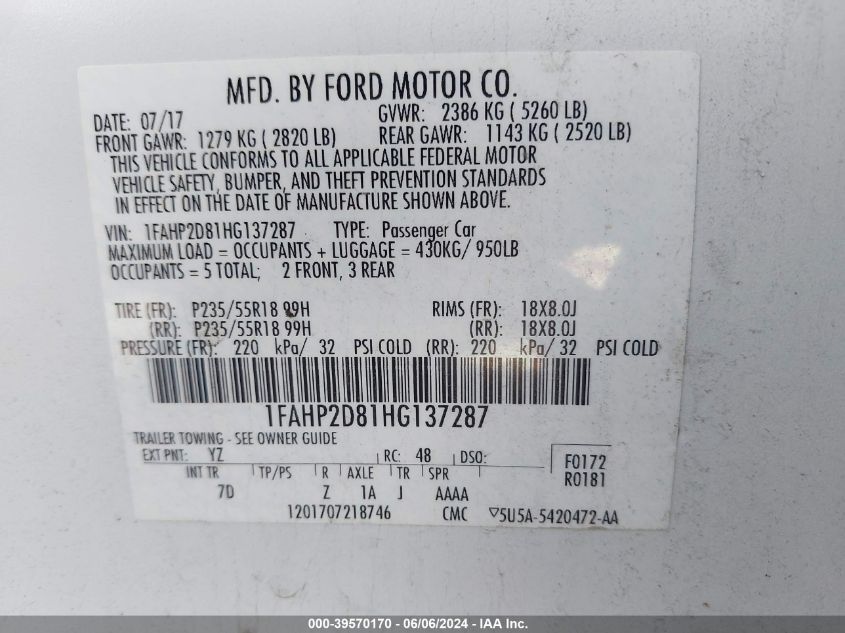 MFD. BY FORD MOTOR CO.
DATE: 07/17 GVWR: 2386 KG ( 5260 LB)
FRONT GAWR: 1279 KG ( 2820 LB) REAR GAWR: 1143 KG ( 2520 LB)
THIS VEHICLE CONFORMS TO ALL APPLICABLE FEDERAL MOTOR
VEHICLE SAFETY, BUMPER, AND THEFT PREVENTION STANDARDS
IN EFFECT ON THE DATE OF MANUFACTURE SHOWN ABOVE.
VIN: 1FAHP2D81HG137287 TYPE: Passenger Car
MAXIMUM LOAD = OCCUPANTS + LUGGAGE = 430KG/ 950LB
OCCUPANTS = 5 TOTAL; 2 FRONT, 3 REAR
TIRE (FR): P235/55R18 99H RIMS (FR): 18X8.0J
(RR): P235/55R18 99H (RR): 18X8.0J
PRESSURE (FR): 220 kPa/ 32 PSI COLD (RR): 220 kPa/ 32 PSI COLD
1FAHP2D81HG137287
TRAILER TOWING - SEE OWNER GUIDE
EXT PNT: YZ RC: 48 DSO: F0172
INT TR TP/PS R AXLE TR SPR R0181
7D Z 1A J AAAA
1201707218746 CMC ▽5U5A-5420472-AA
000-39570170 - 06/06/2024 - IAA Inc.